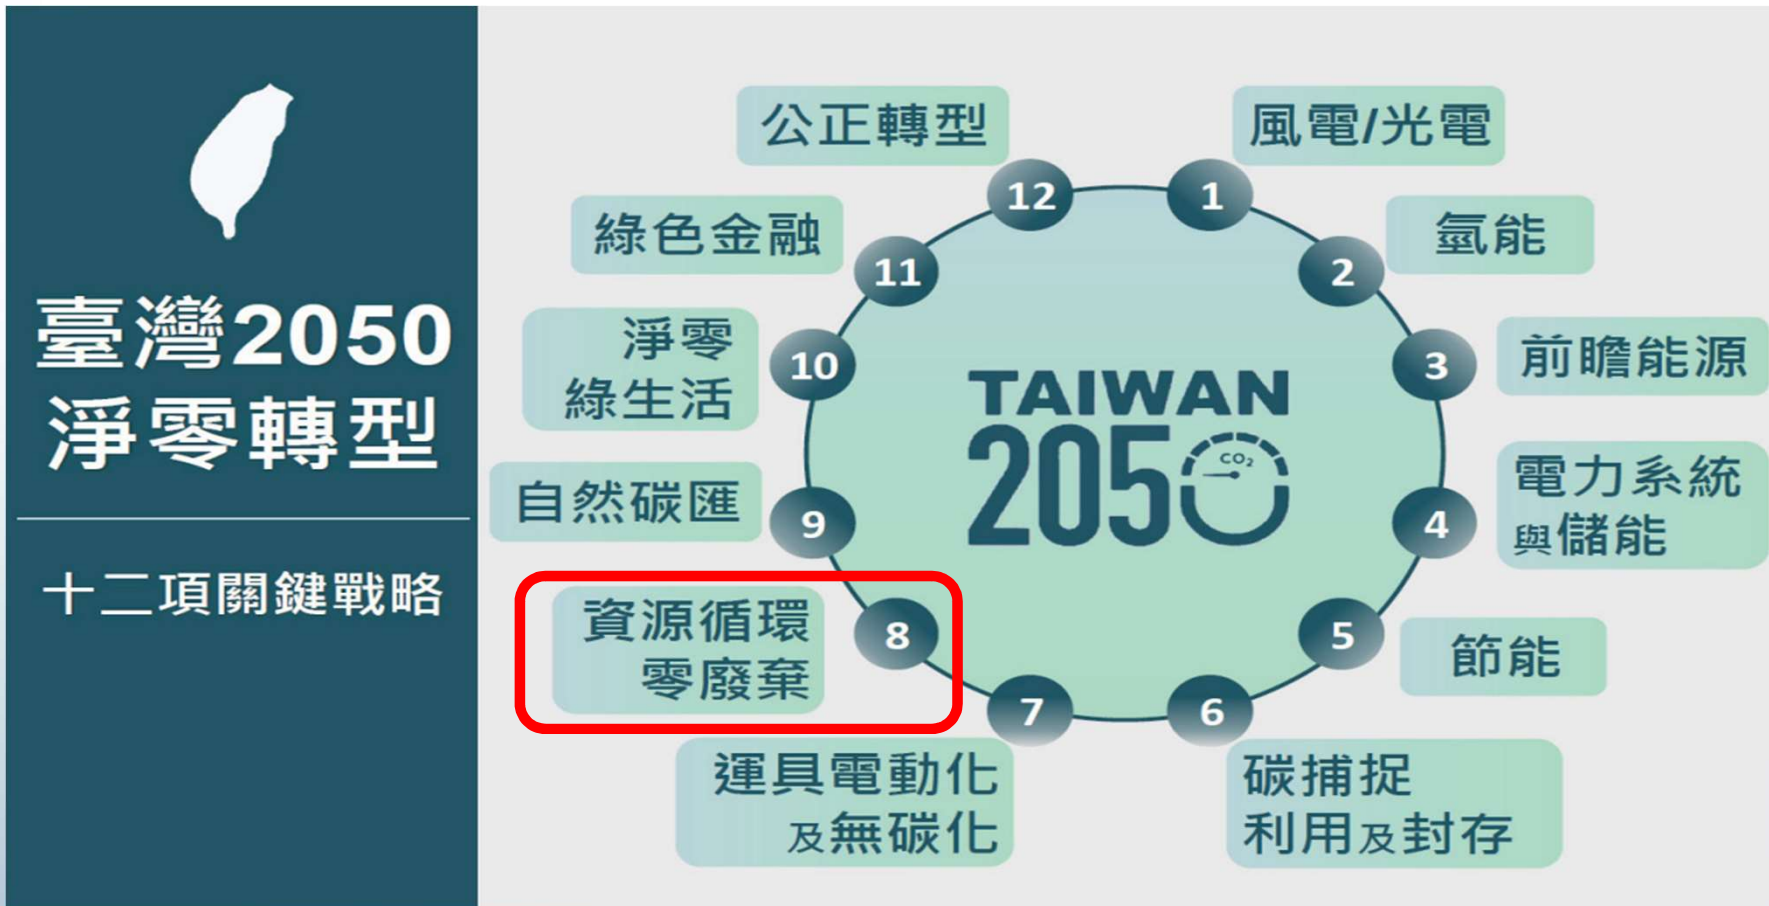 臺灣2050
淨零轉型
十二項關鍵戰略
TAIWAN
2050
CO₂
1
風電/光電
2
氫能
3
前瞻能源
4
電力系統
與儲能
5
節能
6
碳捕捉
利用及封存
7
運具電動化
及無碳化
8
資源循環
零廢棄
9
自然碳匯
10
淨零
綠生活
11
綠色金融
12
公正轉型